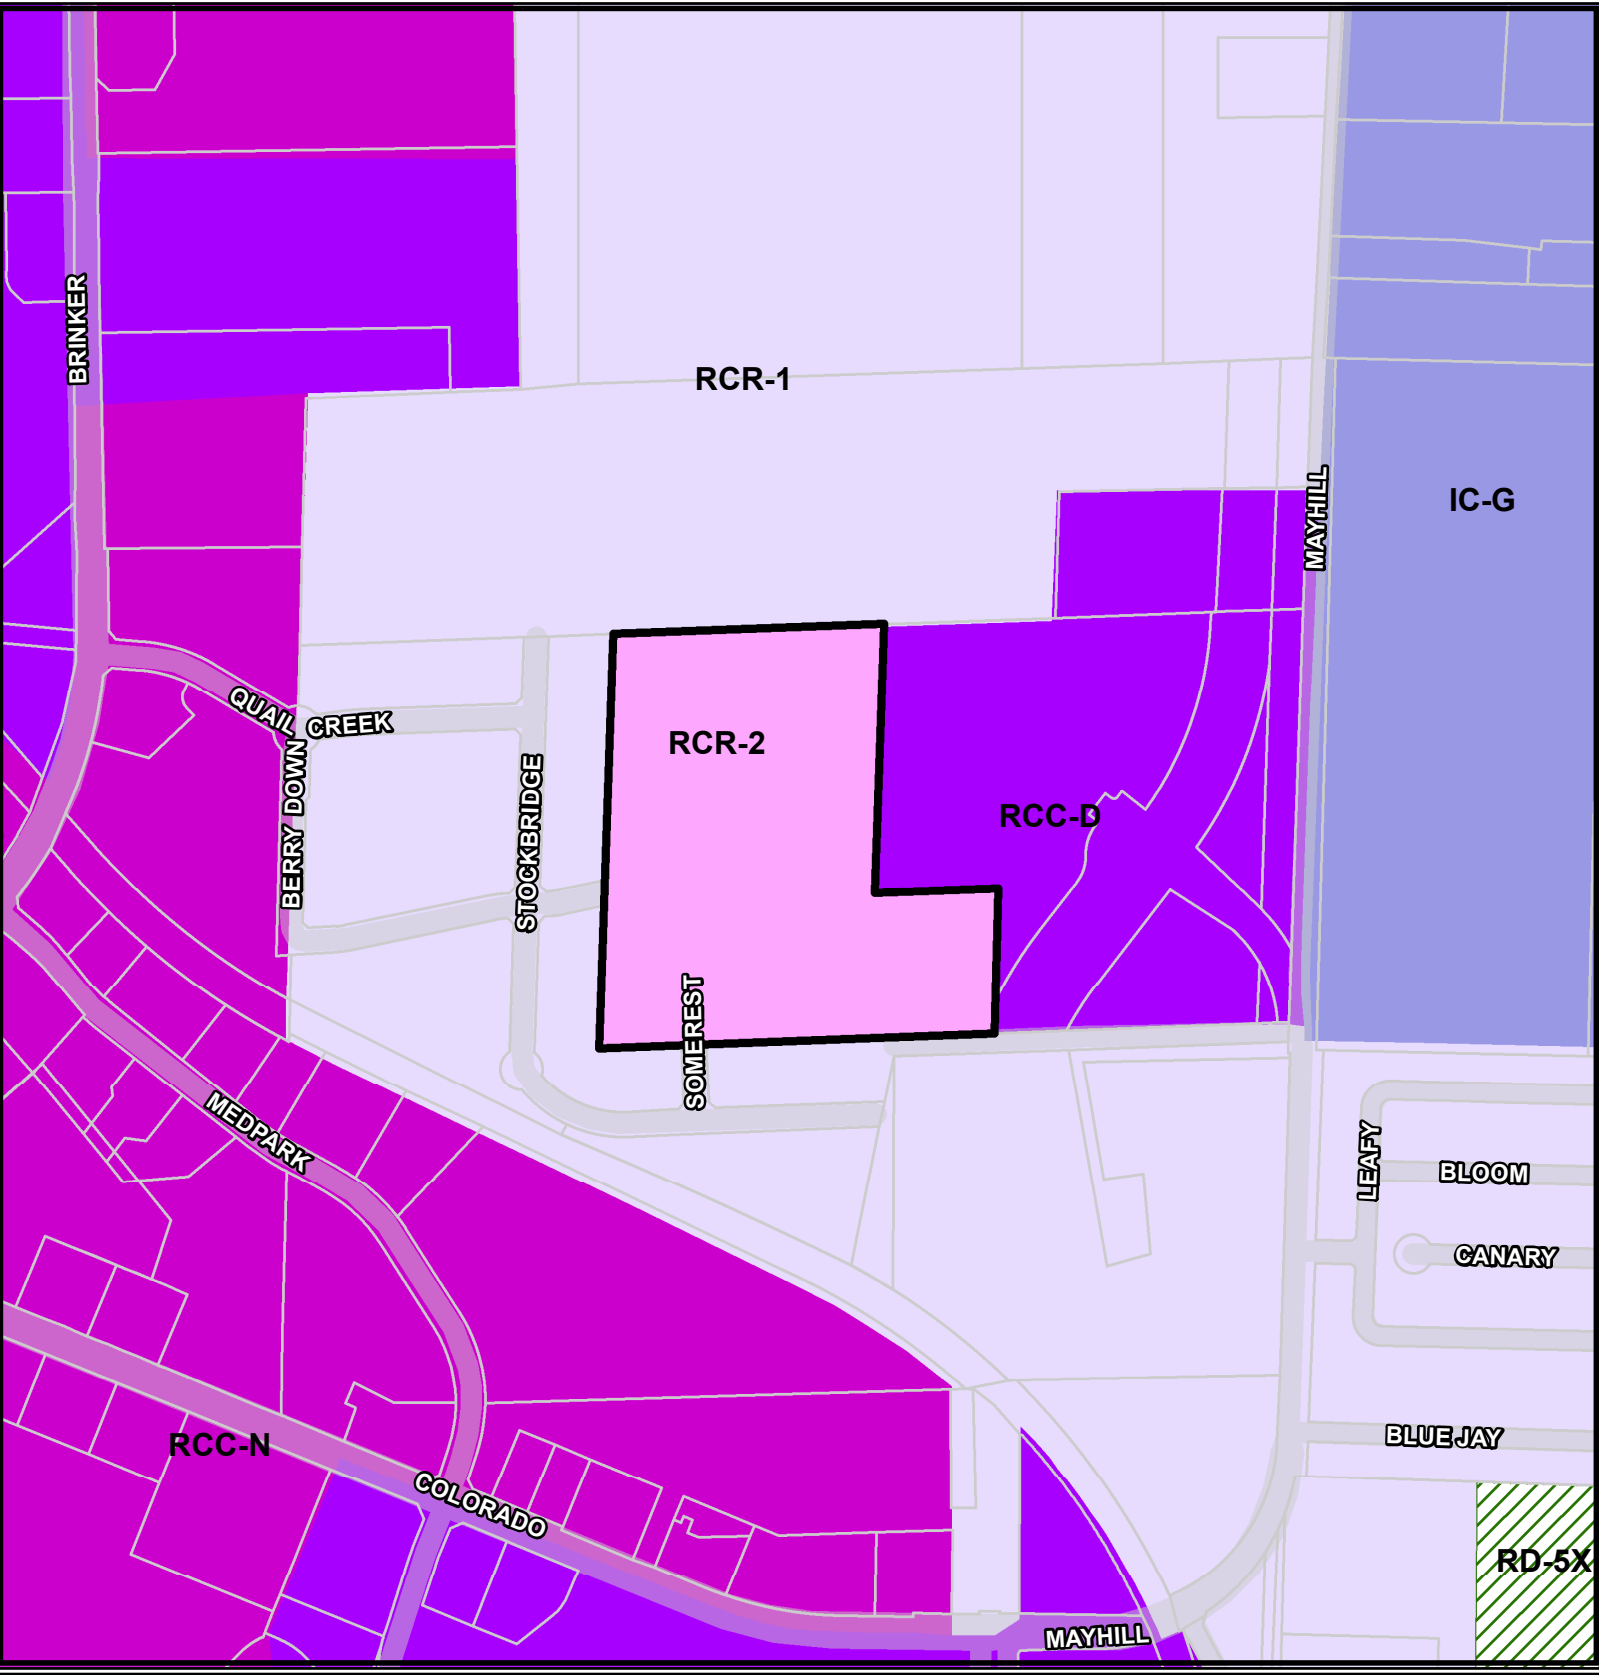 BRINKER
RCR-1
MAYHILL
IC-G
QUAIL CREEK
RCR-2
BERRY DOWN
STOCKBRIDGE
RCC-D
SOMEREST
MEDPARK
LEAFY
BLOOM
CANARY
RCC-N
BLUE JAY
COLORADO
RD-5X
MAYHILL